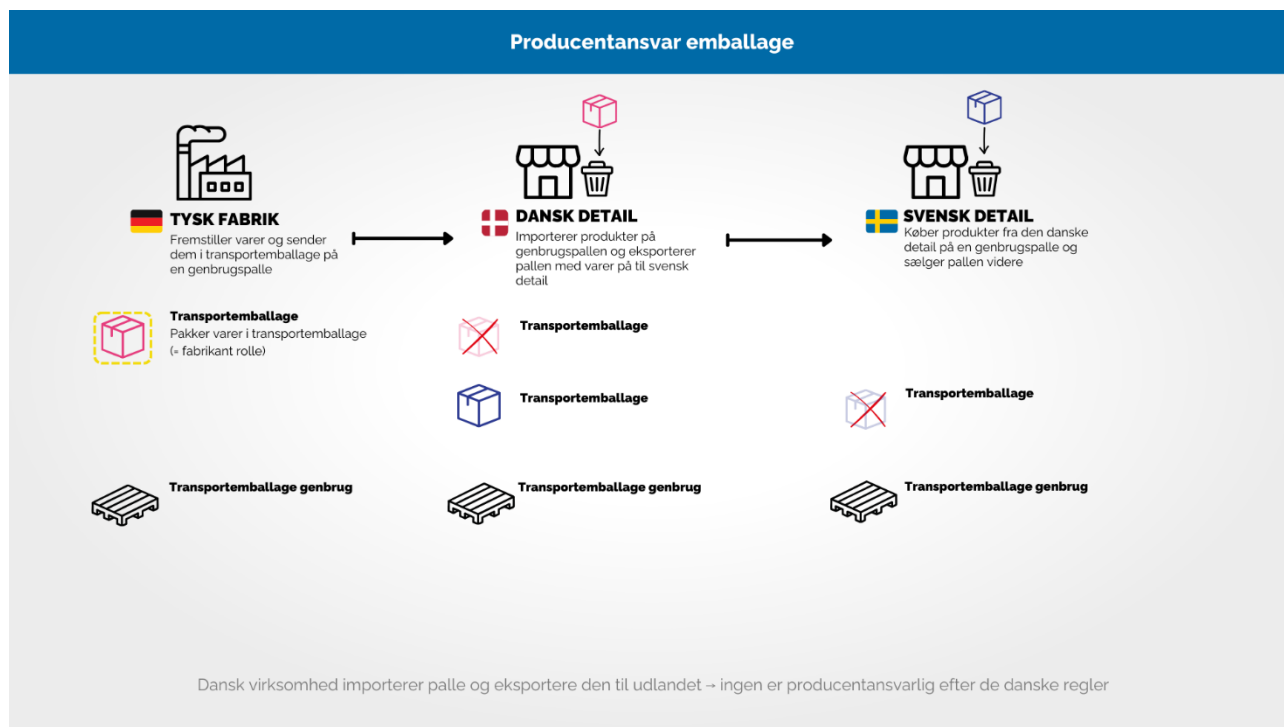 Producentansvar emballage
TYSK FABRIK
Fremstiller varer og sender
dem i transportemballage på
en genbrugspalle
DANSK DETAIL
Importerer produkter på
genbrugspallen og eksporterer
pallen med varer på til svensk
detail
SVENSK DETAIL
Køber produkter fra den danske
detail på en genbrugspalle og
sælger pallen videre
Transportemballage
Pakker varer i transportemballage
(= fabrikant rolle)
Transportemballage
Transportemballage
Transportemballage
Transportemballage genbrug
Transportemballage genbrug
Transportemballage genbrug
Dansk virksomhed importerer palle og eksportere den til udlandet → ingen er producentansvarlig efter de danske regler